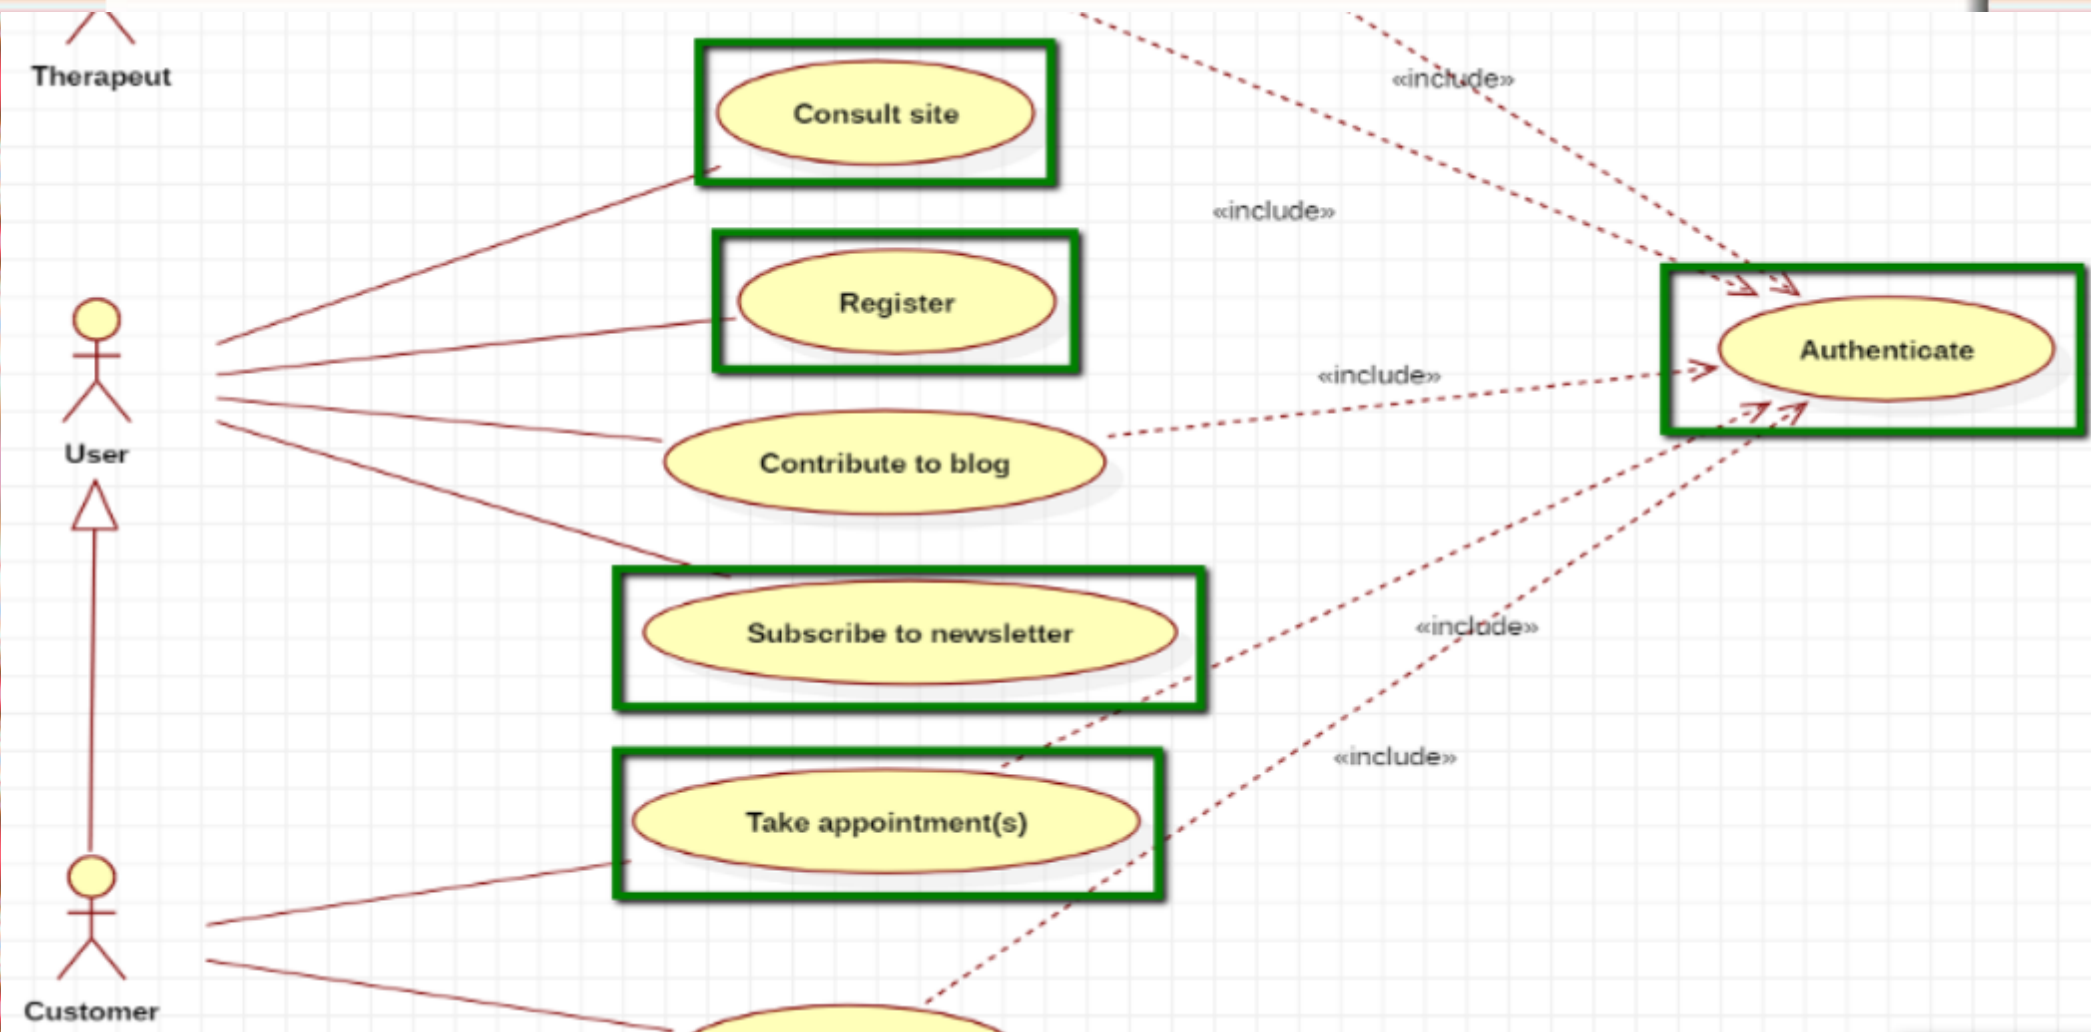 Therapeut
«include»
Consult site
«include»
Register
Authenticate
«include»
User
Contribute to blog
«include»
Subscribe to newsletter
«include»
Take appointment(s)
Customer